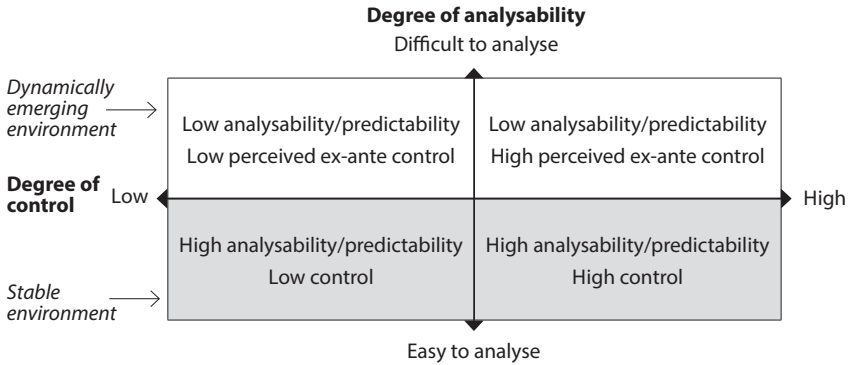 Degree of analysability
Difficult to analyse
Dynamically
emerging
environment
Low analysability/predictability
Low perceived ex-ante control
Low analysability/predictability
High perceived ex-ante control
Degree of
control
Low
High
High analysability/predictability
Low control
High analysability/predictability
High control
Stable
environment
Easy to analyse